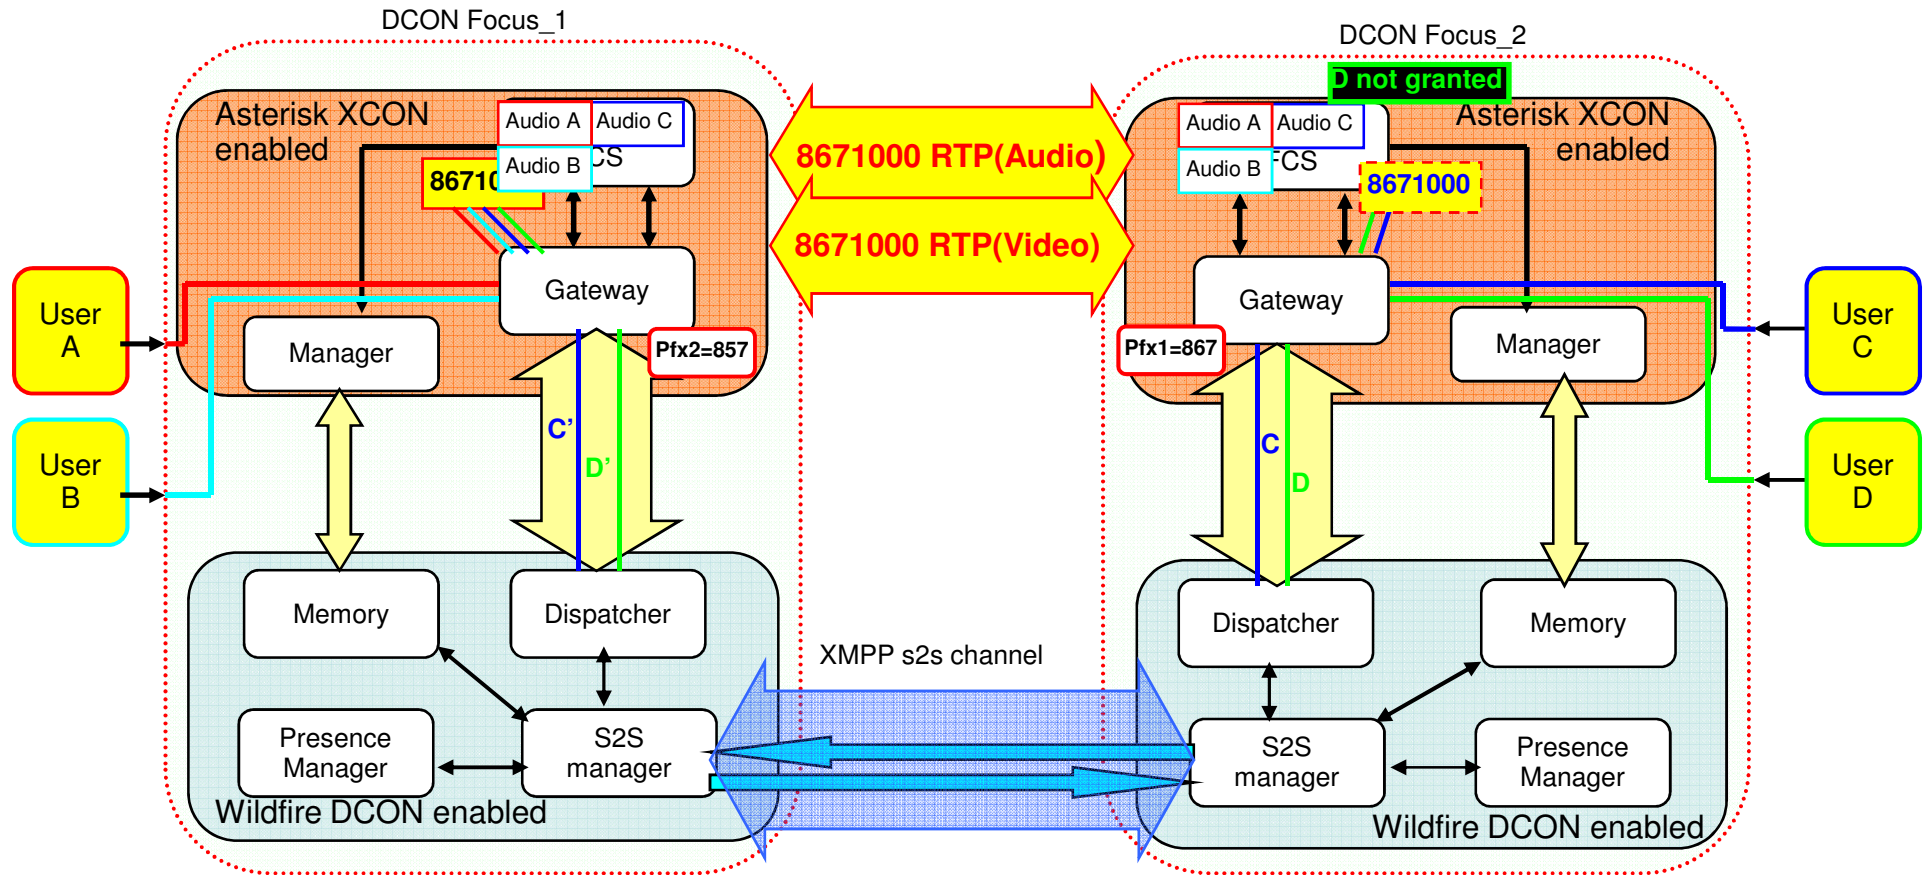 DCON Focus_1
DCON Focus_2
D not granted
Asterisk XCON
enabled
Audio A
Audio C
Audio B
CS
8671000 RTP(Audio)
8671000 RTP(Video)
Audio A
Audio C
Audio B
FCS
Asterisk XCON
enabled
8671000
Gateway
Gateway
Pfx2=857
Pfx1=867
Manager
Manager
User
A
User
B
User
C
User
D
C’
D’
C
D
Memory
Dispatcher
Dispatcher
Memory
XMPP s2s channel
Presence
Manager
S2S
manager
S2S
manager
Presence
Manager
Wildfire DCON enabled
Wildfire DCON enabled